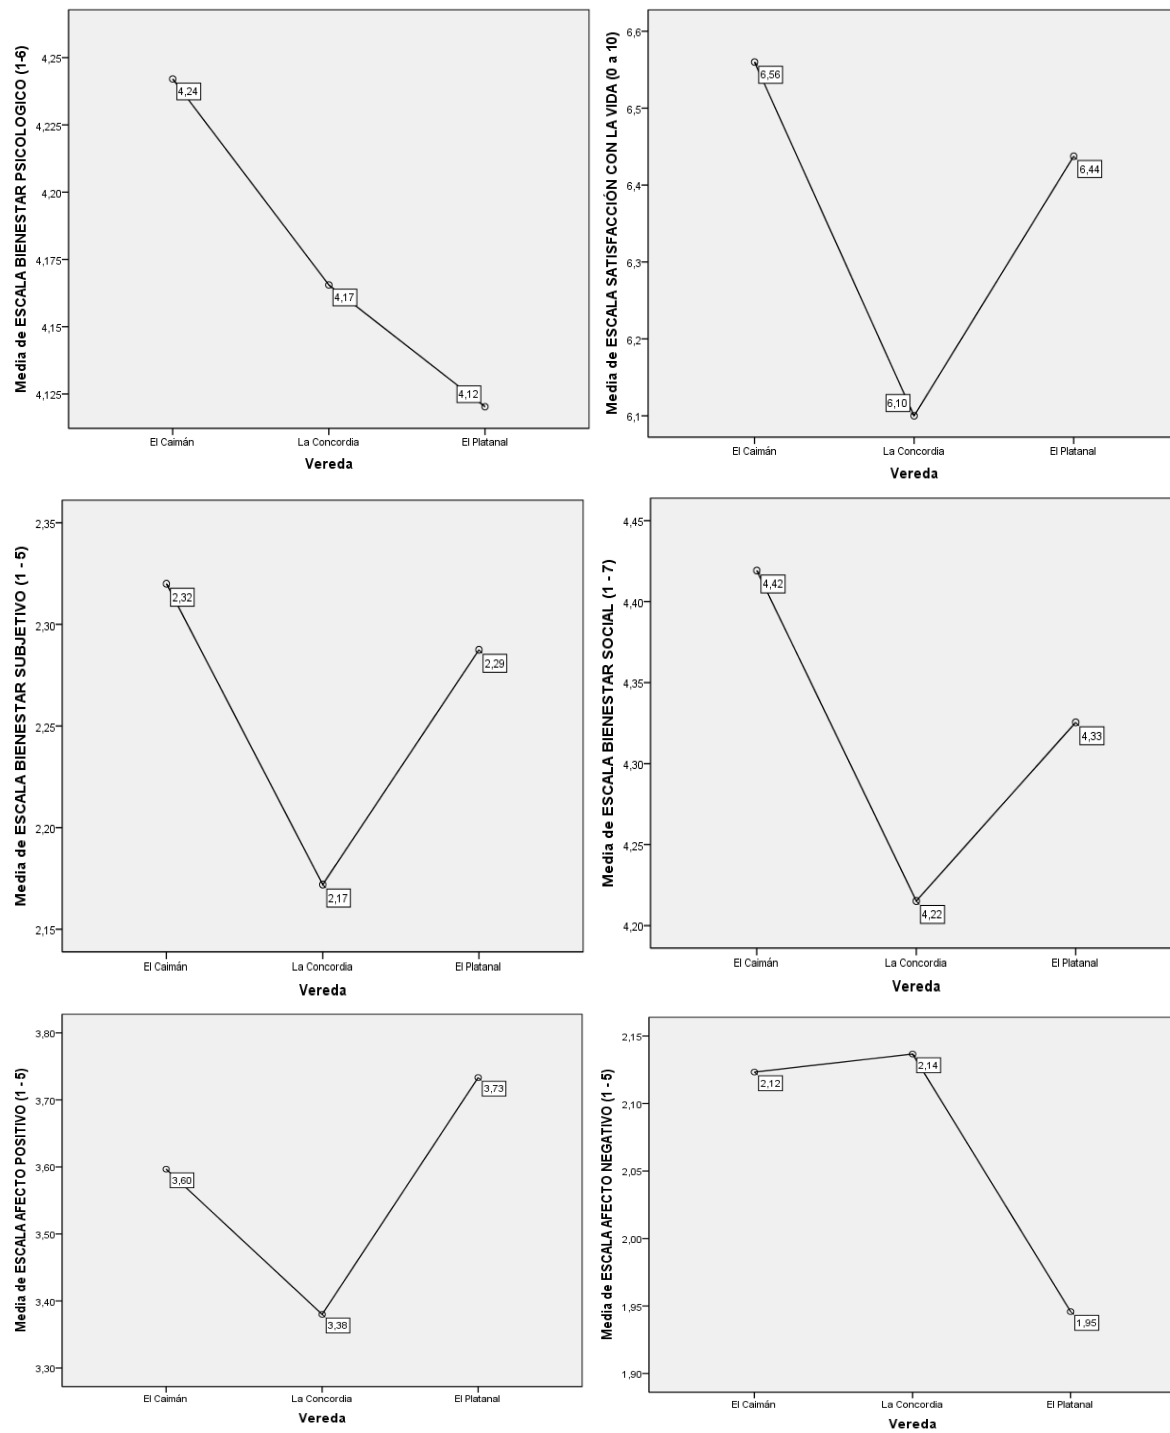 Media de ESCALA BIENESTAR PSICOLOGICO (1-6)
4,25
4,225
4,20
4,175
4,15
4,125
4,24
4,17
4,12
El Caimán La Concordia El Platanal
Vereda
Media de ESCALA SATISFACCIÓN CON LA VIDA (0 a 10)
6,6
6,5
6,4
6,3
6,2
6,1
6,56
6,10
6,44
El Caimán La Concordia El Platanal
Vereda
Media de ESCALA BIENESTAR SUBJETIVO (1 - 5)
2,35
2,30
2,25
2,20
2,15
2,32
2,17
2,29
El Caimán La Concordia El Platanal
Vereda
Media de ESCALA BIENESTAR SOCIAL (1 - 7)
4,45
4,40
4,35
4,30
4,25
4,20
4,42
4,22
4,33
El Caimán La Concordia El Platanal
Vereda
Media de ESCALA AFECTO POSITIVO (1 - 5)
3,80
3,70
3,60
3,50
3,40
3,30
3,60
3,38
3,73
El Caimán La Concordia El Platanal
Vereda
Media de ESCALA AFECTO NEGATIVO (1 - 5)
2,15
2,10
2,05
2,00
1,95
1,90
2,12
2,14
1,95
El Caimán La Concordia El Platanal
Vereda